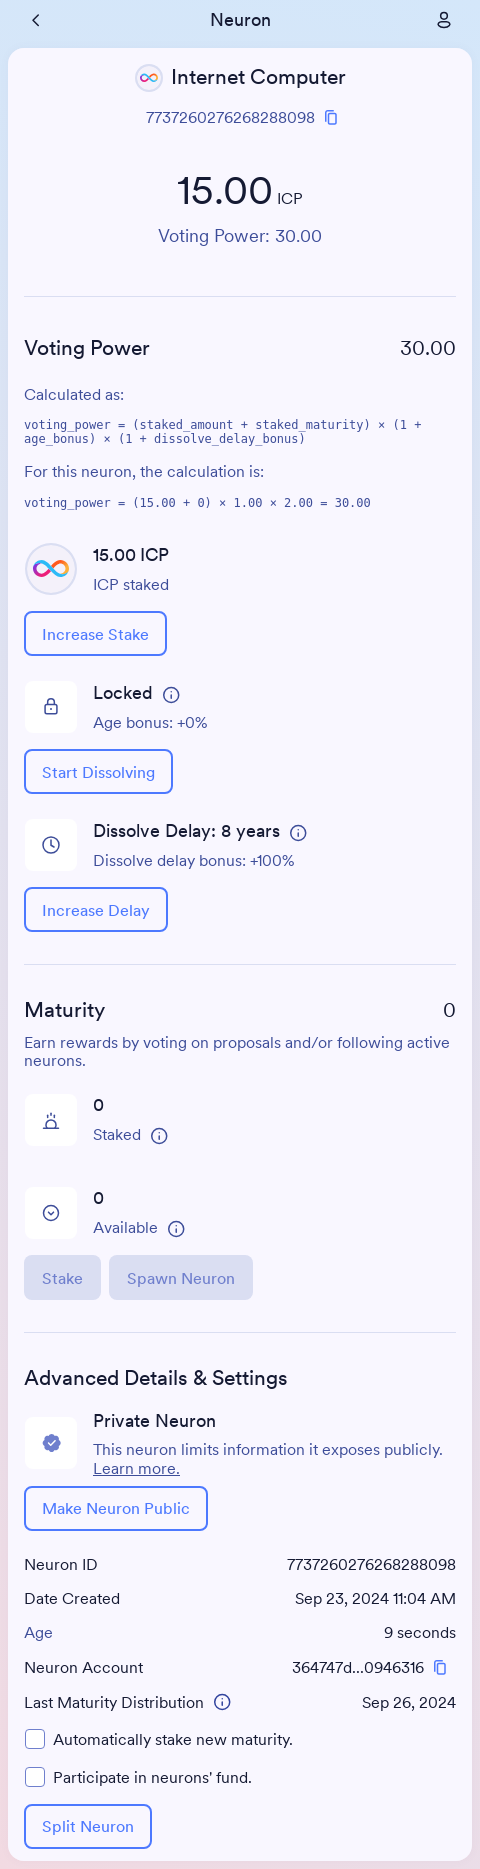 Neuron
Internet Computer
7737260276268288098
15.00 ICP
Voting Power: 30.00
Voting Power 30.00
Calculated as:
voting_power = (staked_amount + staked_maturity) × (1 +
age_bonus) × (1 + dissolve_delay_bonus)
For this neuron, the calculation is:
voting_power = (15.00 + 0) × 1.00 × 2.00 = 30.00
15.00 ICP
ICP staked
Increase Stake
Locked
Age bonus: +0%
Start Dissolving
Dissolve Delay: 8 years
Dissolve delay bonus: +100%
Increase Delay
Maturity 0
Earn rewards by voting on proposals and/or following active
neurons.
0
Staked
0
Available
Stake Spawn Neuron
Advanced Details & Settings
Private Neuron
This neuron limits information it exposes publicly.
Learn more.
Make Neuron Public
Neuron ID 7737260276268288098
Date Created Sep 23, 2024 11:04 AM
Age 9 seconds
Neuron Account 364747d...0946316
Last Maturity Distribution Sep 26, 2024
Automatically stake new maturity.
Participate in neurons' fund.
Split Neuron